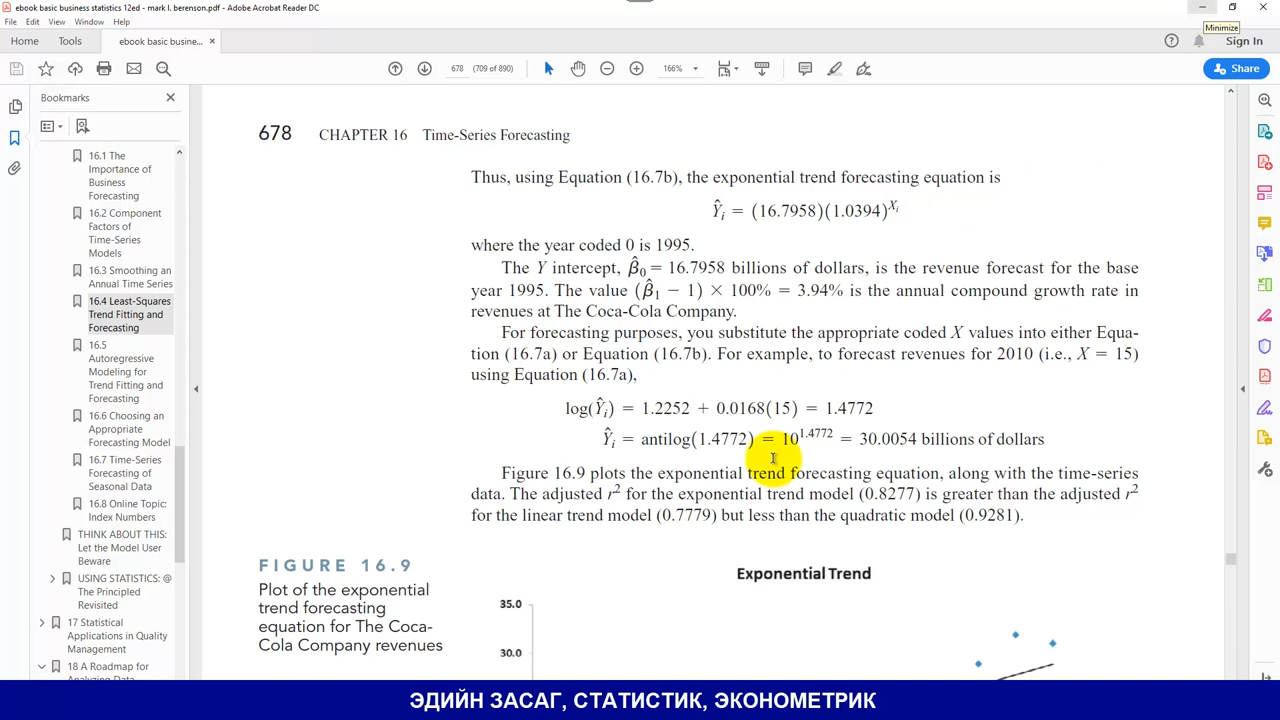 ebook basic business statistics 12ed - mark l. berenson.pdf - Adobe Acrobat Reader DC
File Edit View Window Help
Minimize
Home Tools ebook basic busine... × Sign In
678 (709 of 890) 166% Share
Bookmarks
16.1 The
Importance of
Business
Forecasting
16.2 Component
Factors of
Time-Series
Models
16.3 Smoothing an
Annual Time Series
16.4 Least-Squares
Trend Fitting and
Forecasting
16.5
Autoregressive
Modeling for
Trend Fitting and
Forecasting
16.6 Choosing an
Appropriate
Forecasting Model
16.7 Time-Series
Forecasting of
Seasonal Data
16.8 Online Topic:
Index Numbers
THINK ABOUT THIS:
Let the Model User
Beware
USING STATISTICS: @
The Principled
Revisited
17 Statistical
Applications in Quality
Management
18 A Roadmap for
Analyzing Data
678 CHAPTER 16 Time-Series Forecasting
Thus, using Equation (16.7b), the exponential trend forecasting equation is
Ŷi = (16.7958)(1.0394)^Xi
where the year coded 0 is 1995.
The Y intercept, β̂0 = 16.7958 billions of dollars, is the revenue forecast for the base
year 1995. The value (β̂1 − 1) × 100% = 3.94% is the annual compound growth rate in
revenues at The Coca-Cola Company.
For forecasting purposes, you substitute the appropriate coded X values into either Equa-
tion (16.7a) or Equation (16.7b). For example, to forecast revenues for 2010 (i.e., X = 15)
using Equation (16.7a),
log(Ŷi) = 1.2252 + 0.0168(15) = 1.4772
Ŷi = antilog(1.4772) = 10^1.4772 = 30.0054 billions of dollars
Figure 16.9 plots the exponential trend forecasting equation, along with the time-series
data. The adjusted r² for the exponential trend model (0.8277) is greater than the adjusted r²
for the linear trend model (0.7779) but less than the quadratic model (0.9281).
FIGURE 16.9
Plot of the exponential
trend forecasting
equation for The Coca-
Cola Company revenues
Exponential Trend
35.0
30.0
ЭДИЙН ЗАСАГ, СТАТИСТИК, ЭКОНОМЕТРИК